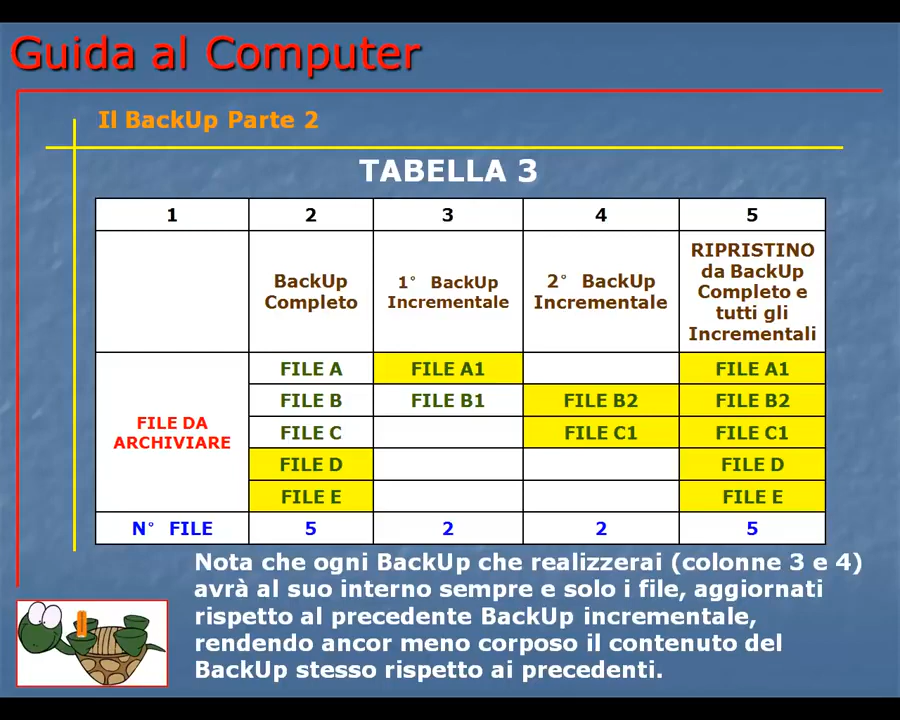 Guida al Computer
Il BackUp Parte 2
TABELLA 3
1 2 3 4 5
BackUp Completo 1° BackUp Incrementale 2° BackUp Incrementale RIPRISTINO da BackUp Completo e tutti gli Incrementali
FILE DA ARCHIVIARE
FILE A FILE A1 FILE A1
FILE B FILE B1 FILE B2 FILE B2
FILE C FILE C1 FILE C1
FILE D FILE D
FILE E FILE E
N° FILE 5 2 2 5
Nota che ogni BackUp che realizzerai (colonne 3 e 4)
avrà al suo interno sempre e solo i file, aggiornati
rispetto al precedente BackUp incrementale,
rendendo ancor meno corposo il contenuto del
BackUp stesso rispetto ai precedenti.